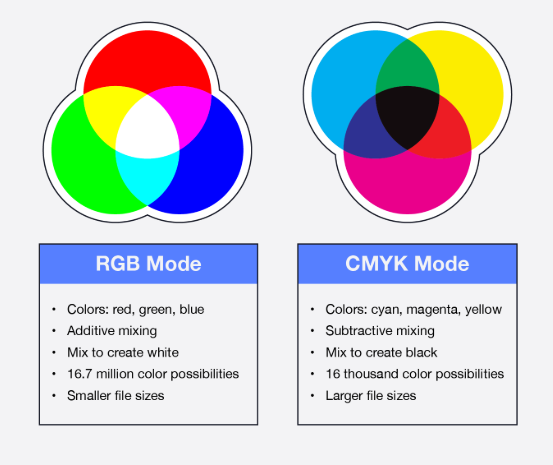 RGB Mode
• Colors: red, green, blue
• Additive mixing
• Mix to create white
• 16.7 million color possibilities
• Smaller file sizes
CMYK Mode
• Colors: cyan, magenta, yellow
• Subtractive mixing
• Mix to create black
• 16 thousand color possibilities
• Larger file sizes